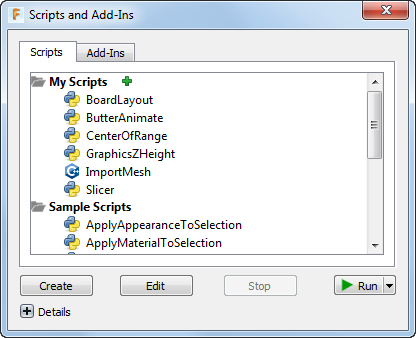 Scripts and Add-Ins
Scripts Add-Ins
My Scripts
BoardLayout
ButterAnimate
CenterOfRange
GraphicsZHeight
ImportMesh
Slicer
Sample Scripts
ApplyAppearanceToSelection
ApplyMaterialToSelection
Create Edit Stop Run
Details